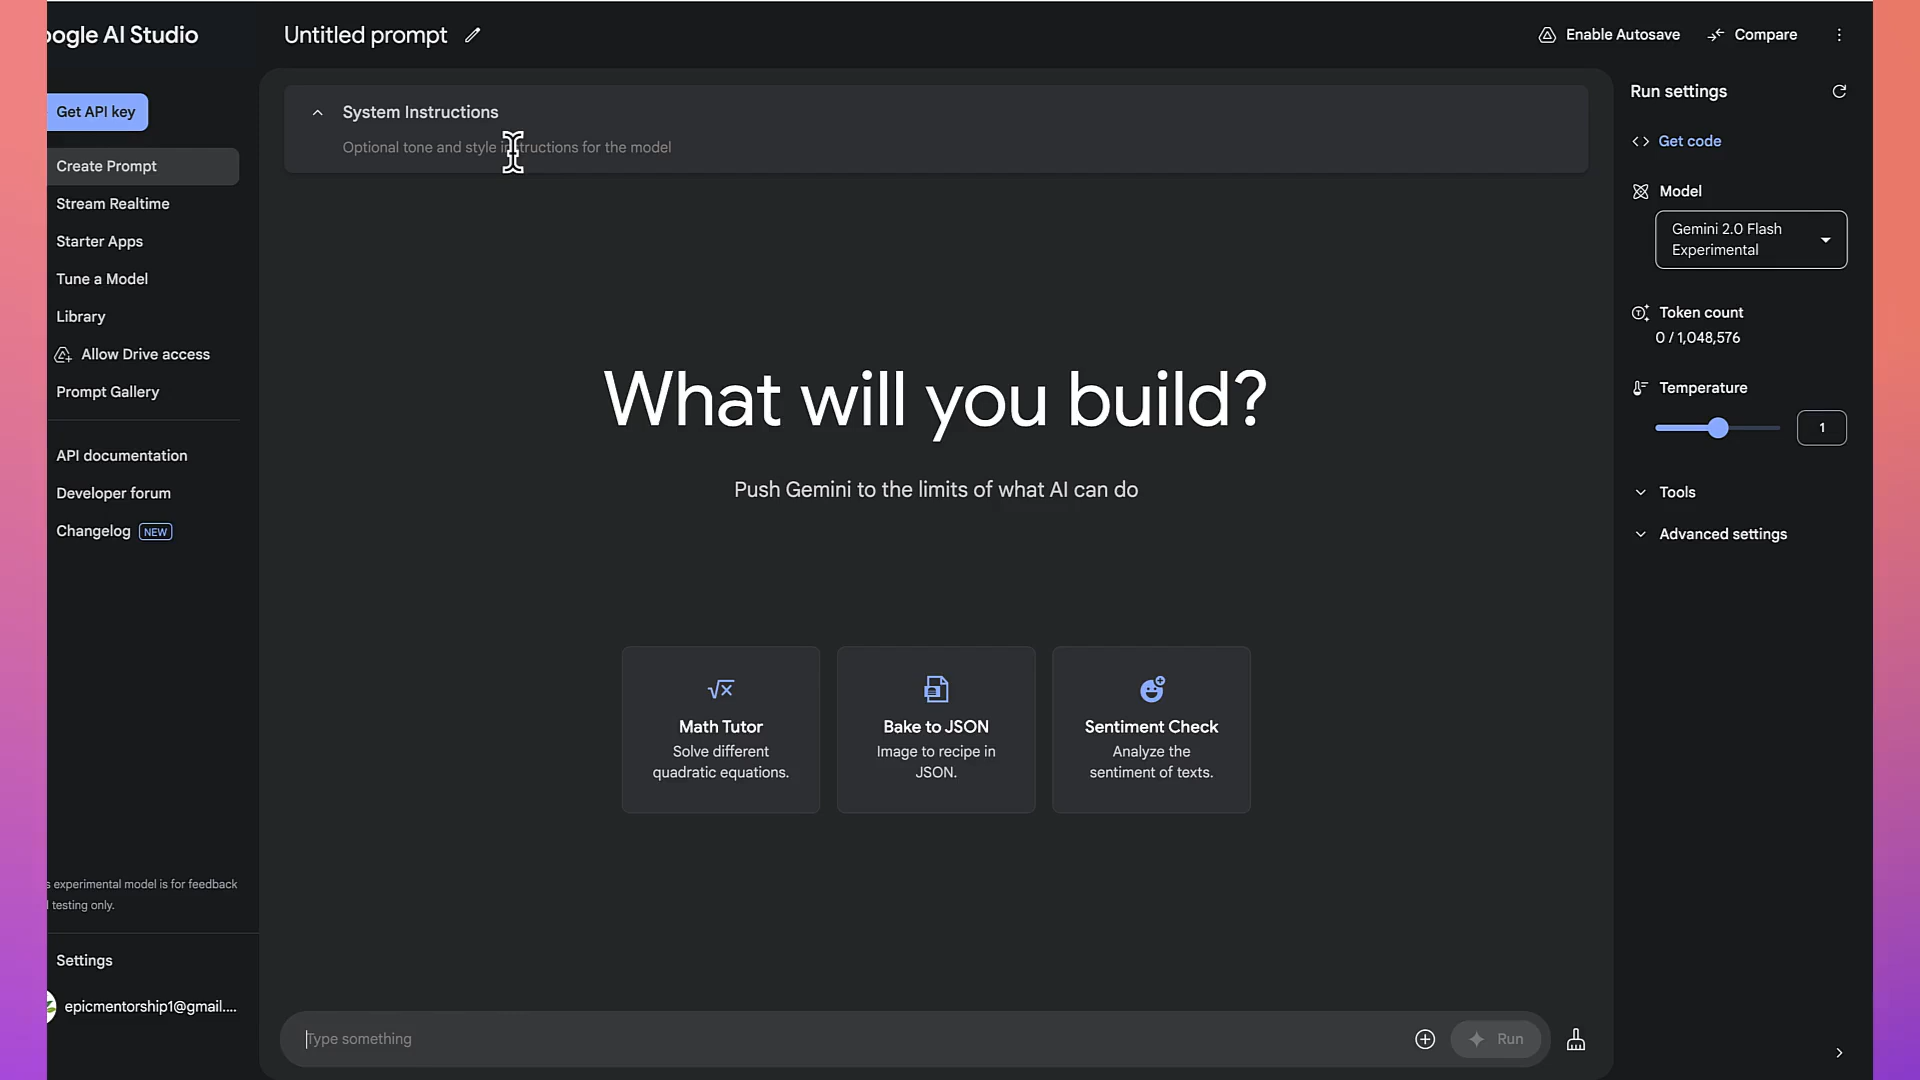 oogle AI Studio
Untitled prompt
Enable Autosave
Compare
Get API key
Create Prompt
Stream Realtime
Starter Apps
Tune a Model
Library
Allow Drive access
Prompt Gallery
API documentation
Developer forum
Changelog NEW
s experimental model is for feedback
testing only.
Settings
epicmentorship1@gmail....
System Instructions
Optional tone and style instructions for the model
What will you build?
Push Gemini to the limits of what AI can do
Math Tutor
Solve different
quadratic equations.
Bake to JSON
Image to recipe in
JSON.
Sentiment Check
Analyze the
sentiment of texts.
Type something
Run
Run settings
Get code
Model
Gemini 2.0 Flash
Experimental
Token count
0 / 1,048,576
Temperature
1
Tools
Advanced settings